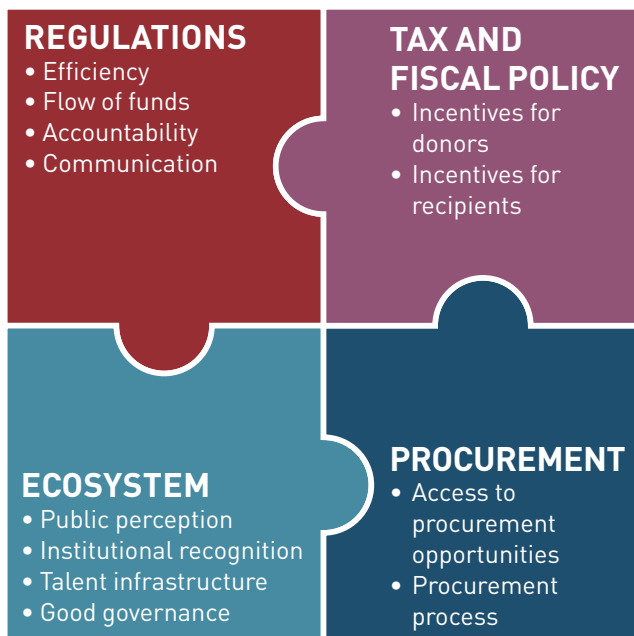 REGULATIONS
• Efficiency
• Flow of funds
• Accountability
• Communication
TAX AND
FISCAL POLICY
• Incentives for
donors
• Incentives for
recipients
ECOSYSTEM
• Public perception
• Institutional recognition
• Talent infrastructure
• Good governance
PROCUREMENT
• Access to
procurement
opportunities
• Procurement
process